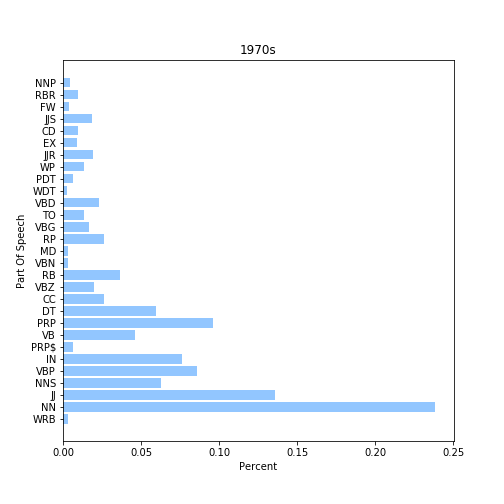 1970s
NNP
RBR
FW
JJS
CD
EX
JJR
WP
PDT
WDT
VBD
TO
VBG
RP
MD
VBN
RB
VBZ
CC
DT
PRP
VB
PRP$
IN
VBP
NNS
JJ
NN
WRB
Part Of Speech
0.00 0.05 0.10 0.15 0.20 0.25
Percent